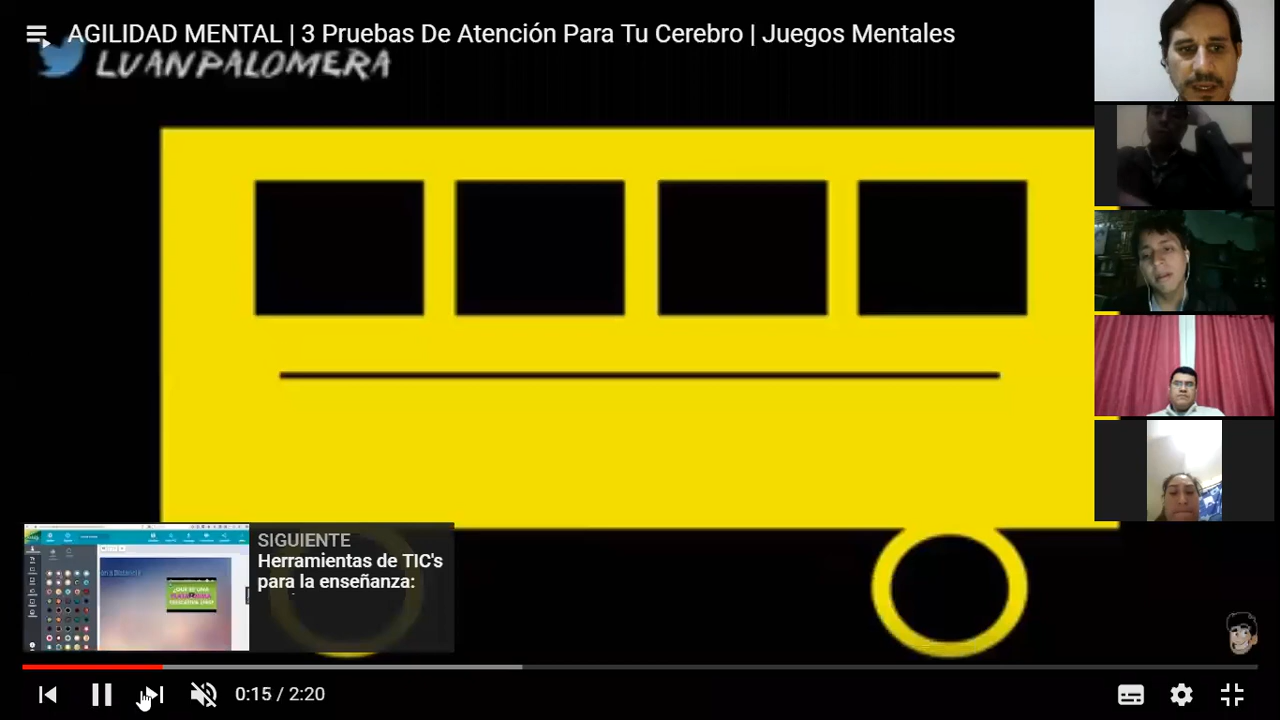 AGILIDAD MENTAL | 3 Pruebas De Atención Para Tu Cerebro | Juegos Mentales
LUANPALOMERA
SIGUIENTE
Herramientas de TIC's
para la enseñanza:
0:15 / 2:20